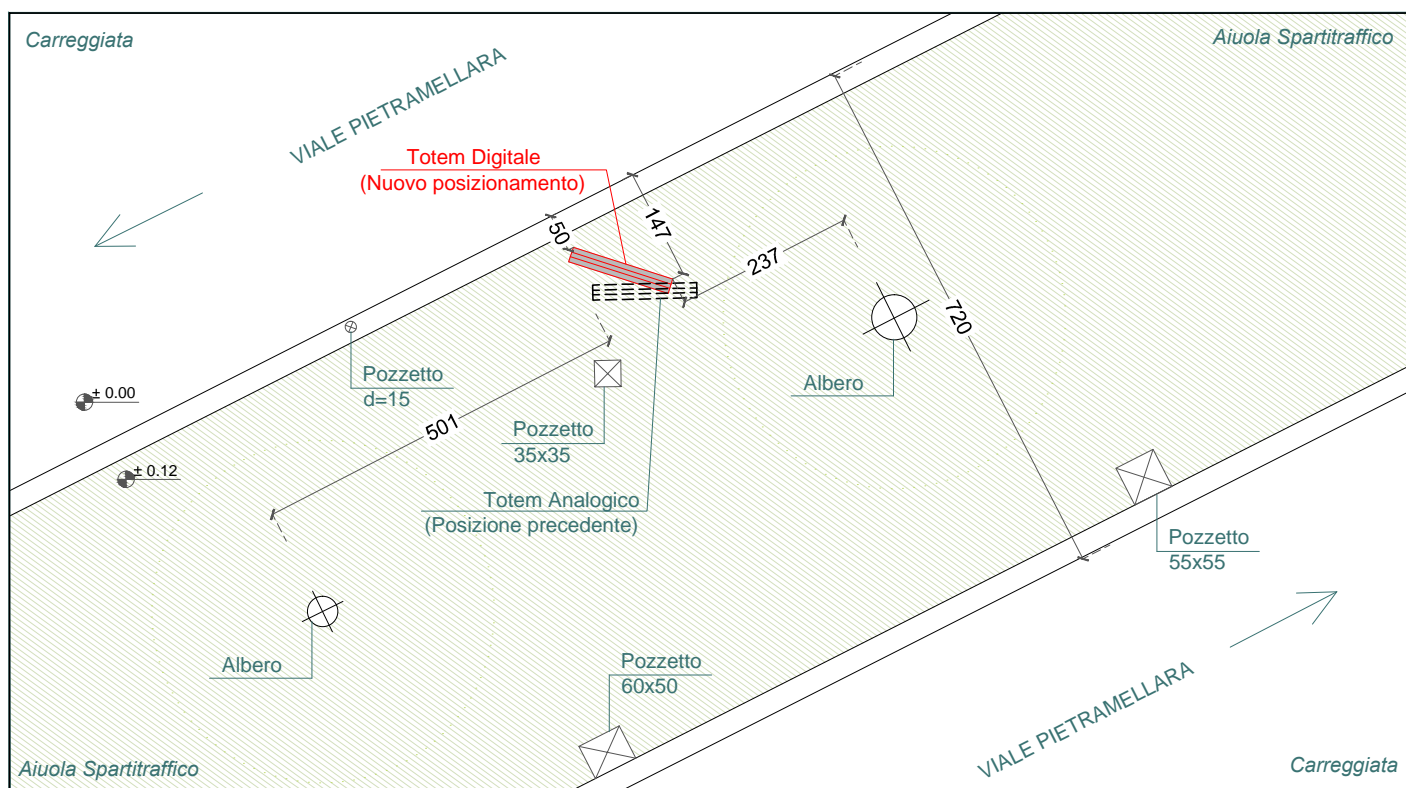 Carreggiata
Aiuola Spartitraffico
VIALE PIETRAMELLARA
Totem Digitale
(Nuovo posizionamento)
50
147
237
720
Pozzetto
d=15
± 0.00
Albero
501
Pozzetto
35x35
± 0.12
Totem Analogico
(Posizione precedente)
Pozzetto
55x55
Albero
Pozzetto
60x50
VIALE PIETRAMELLARA
Aiuola Spartitraffico
Carreggiata